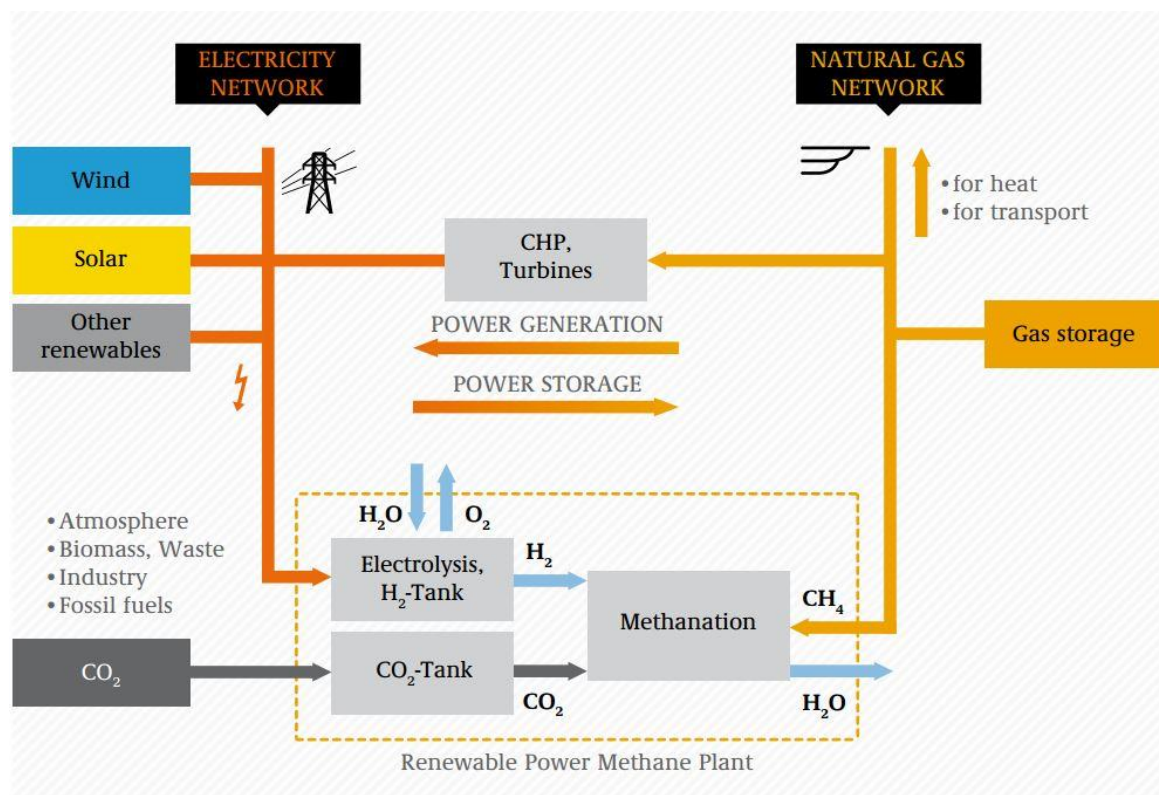 ELECTRICITY
NETWORK
NATURAL GAS
NETWORK
Wind
• for heat
• for transport
Solar
CHP,
Turbines
Other
renewables
POWER GENERATION
Gas storage
POWER STORAGE
• Atmosphere
• Biomass, Waste
• Industry
• Fossil fuels
H₂O
O₂
Electrolysis,
H₂-Tank
H₂
Methanation
CH₄
CO₂
CO₂-Tank
CO₂
H₂O
Renewable Power Methane Plant